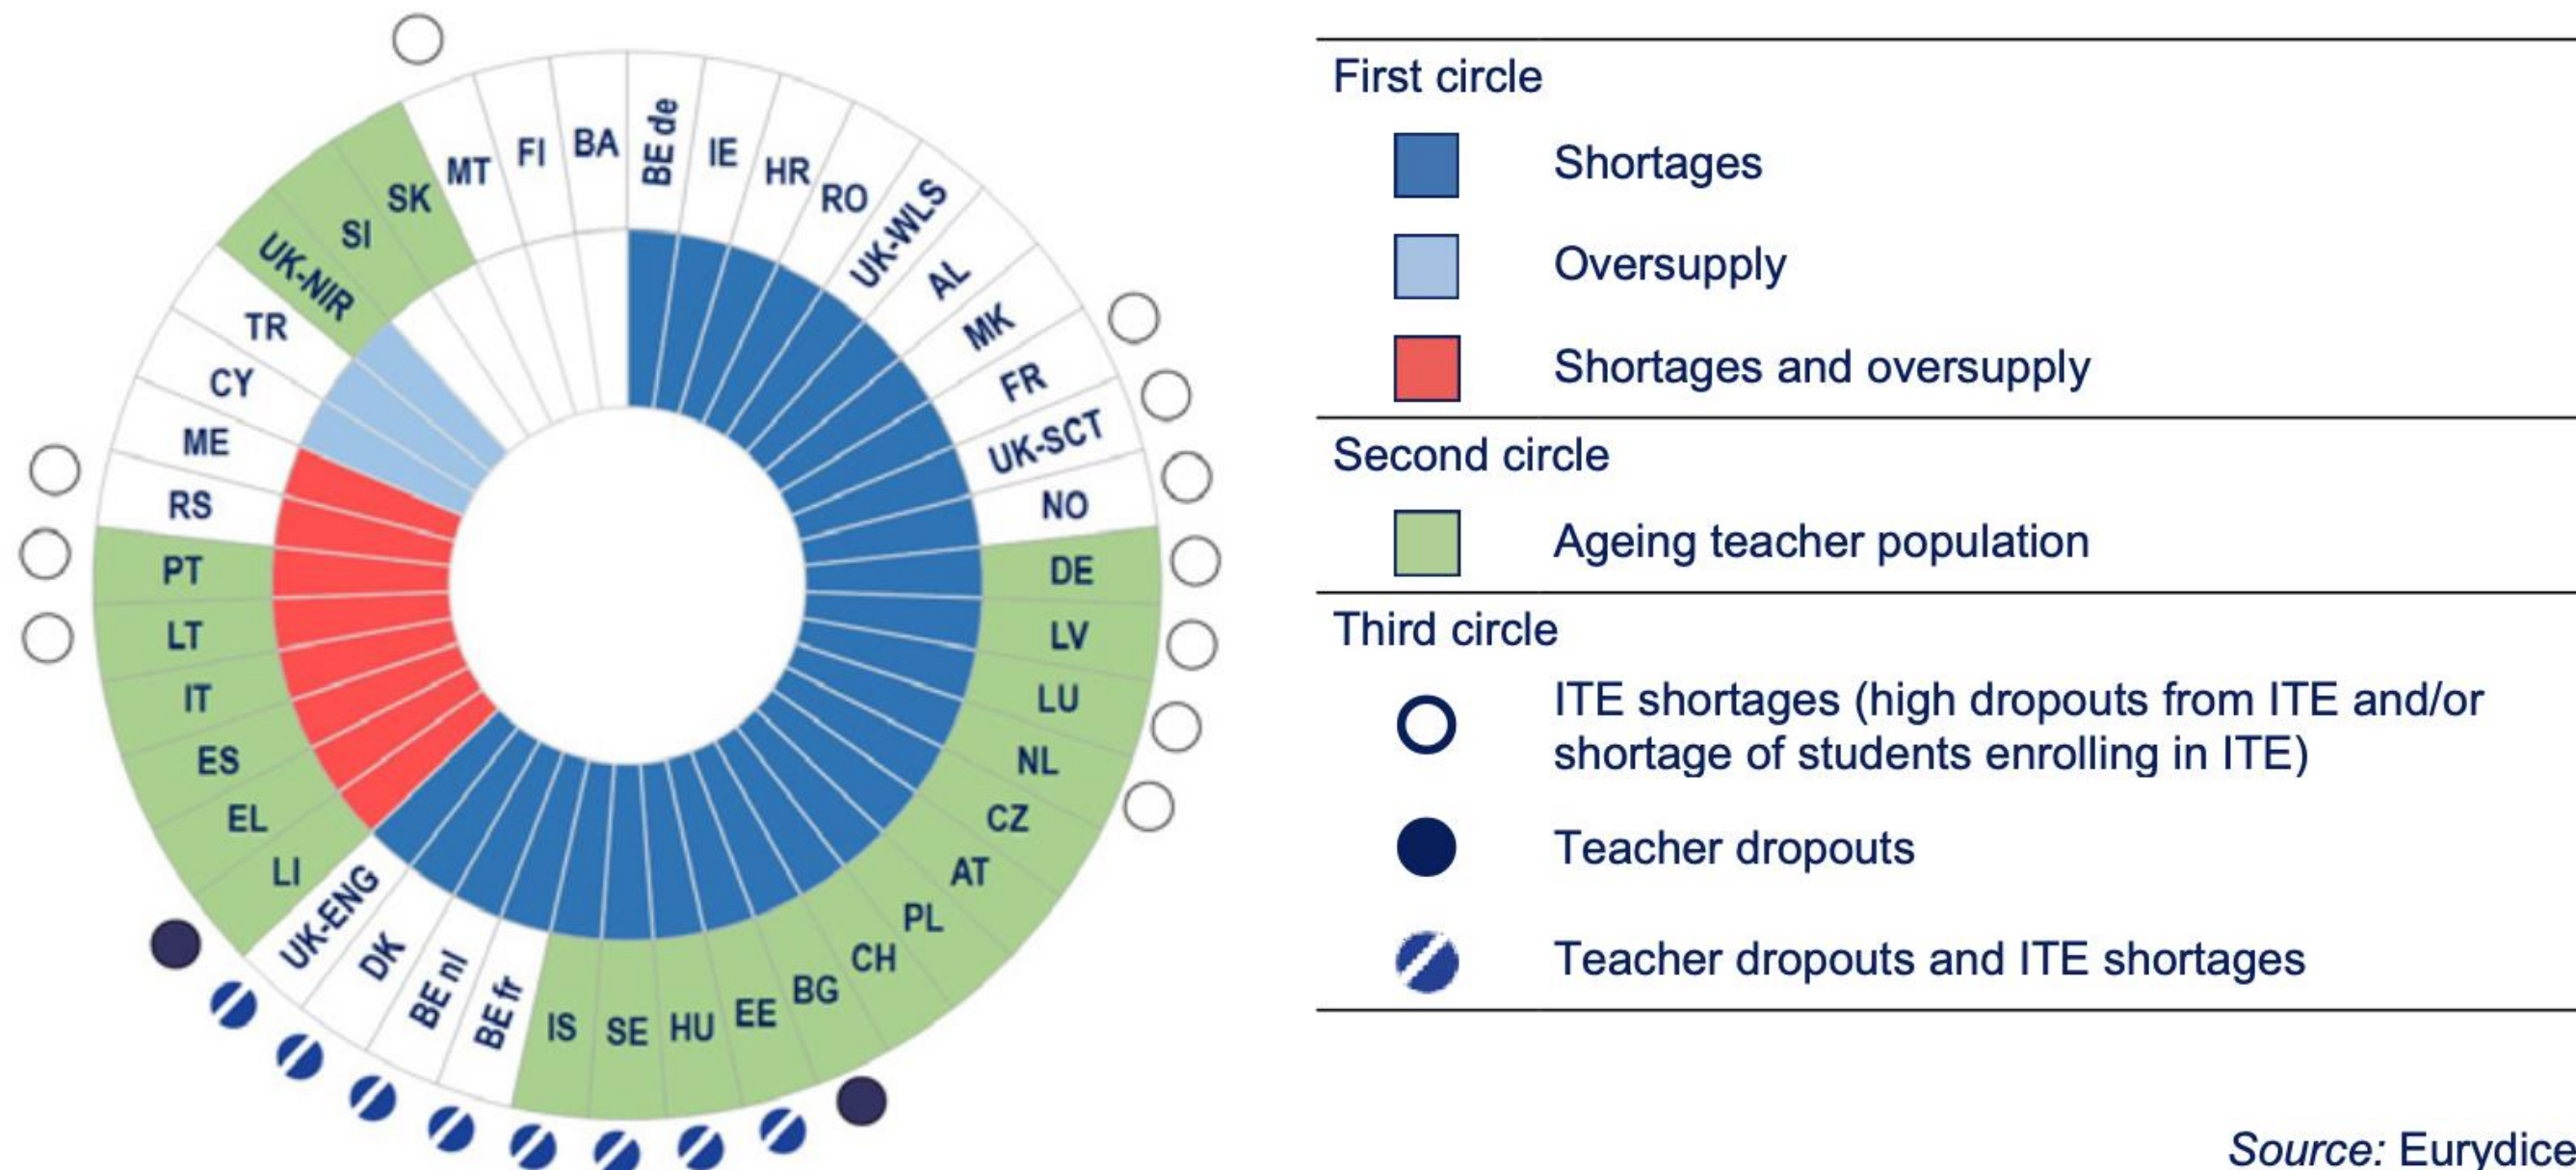 BE de
IE
HR
RO
UK-WLS
AL
MK
FR
UK-SCT
NO
DE
LV
LU
NL
CZ
AT
PL
CH
BG
EE
HU
SE
IS
BE fr
BE nl
DK
UK-ENG
LI
EL
ES
IT
LT
PT
RS
ME
CY
TR
UK-NIR
SI
SK
MT
FI
BA
First circle
Shortages
Oversupply
Shortages and oversupply
Second circle
Ageing teacher population
Third circle
ITE shortages (high dropouts from ITE and/or
shortage of students enrolling in ITE)
Teacher dropouts
Teacher dropouts and ITE shortages
Source: Eurydice